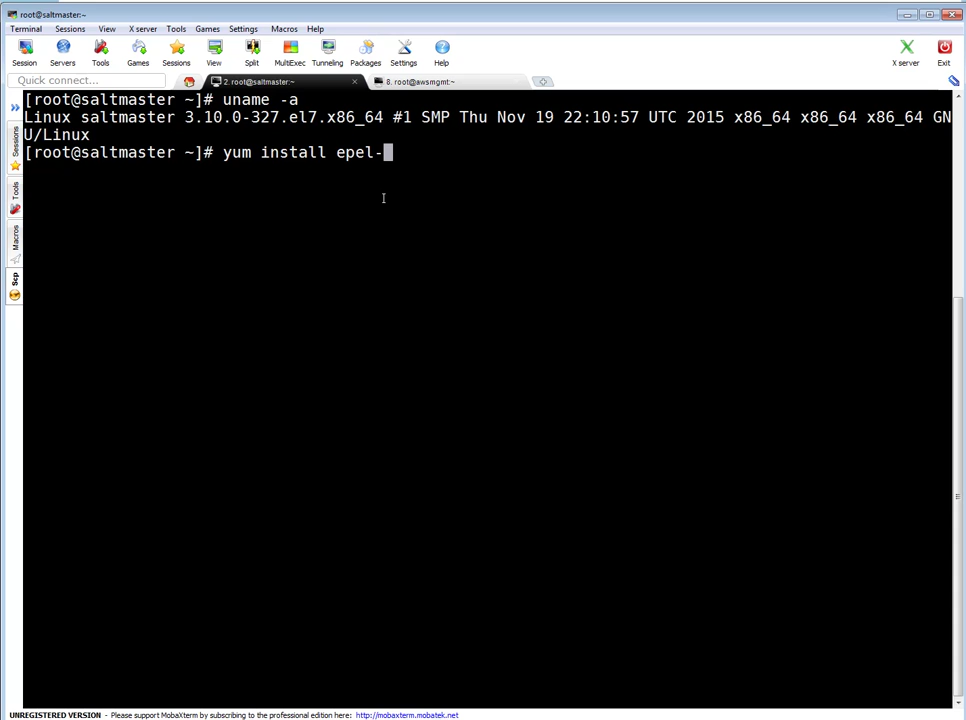 root@saltmaster:~
Terminal Sessions View X server Tools Games Settings Macros Help
Session Servers Tools Games Sessions View Split MultiExec Tunneling Packages Settings Help X server Exit
Quick connect... 2. root@saltmaster:~ 8. root@awsmgmt:~
[root@saltmaster ~]# uname -a
Linux saltmaster 3.10.0-327.el7.x86_64 #1 SMP Thu Nov 19 22:10:57 UTC 2015 x86_64 x86_64 x86_64 GN
U/Linux
[root@saltmaster ~]# yum install epel-
Sessions
Tools
Macros
Scp
UNREGISTERED VERSION - Please support MobaXterm by subscribing to the professional edition here: http://mobaxterm.mobatek.net